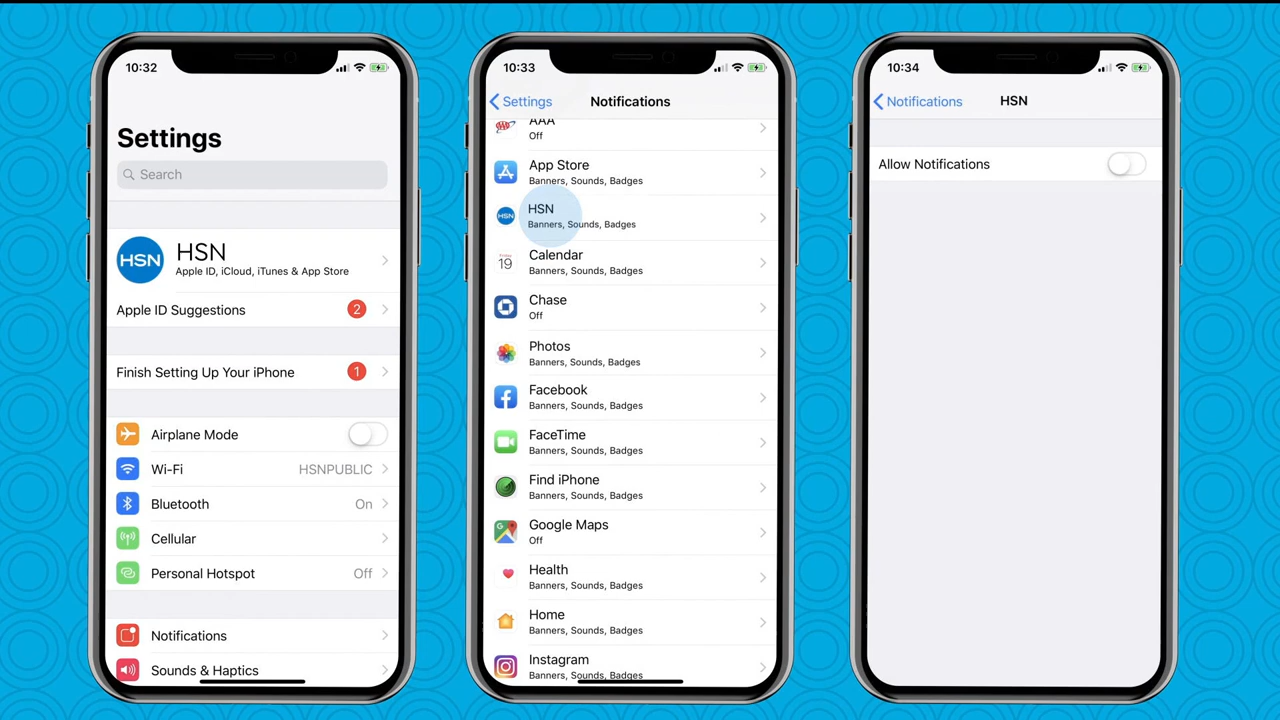 10:32
Settings
Search
HSN
HSN
Apple ID, iCloud, iTunes & App Store
Apple ID Suggestions
2
Finish Setting Up Your iPhone
1
Airplane Mode
Wi-Fi
HSNPUBLIC
Bluetooth
On
Cellular
Personal Hotspot
Off
Notifications
Sounds & Haptics
10:33
Settings
Notifications
AAA
Off
App Store
Banners, Sounds, Badges
HSN
HSN
Banners, Sounds, Badges
19
Calendar
Banners, Sounds, Badges
Chase
Off
Photos
Banners, Sounds, Badges
Facebook
Banners, Sounds, Badges
FaceTime
Banners, Sounds, Badges
Find iPhone
Banners, Sounds, Badges
Google Maps
Off
Health
Banners, Sounds, Badges
Home
Banners, Sounds, Badges
Instagram
Banners, Sounds, Badges
10:34
Notifications
HSN
Allow Notifications